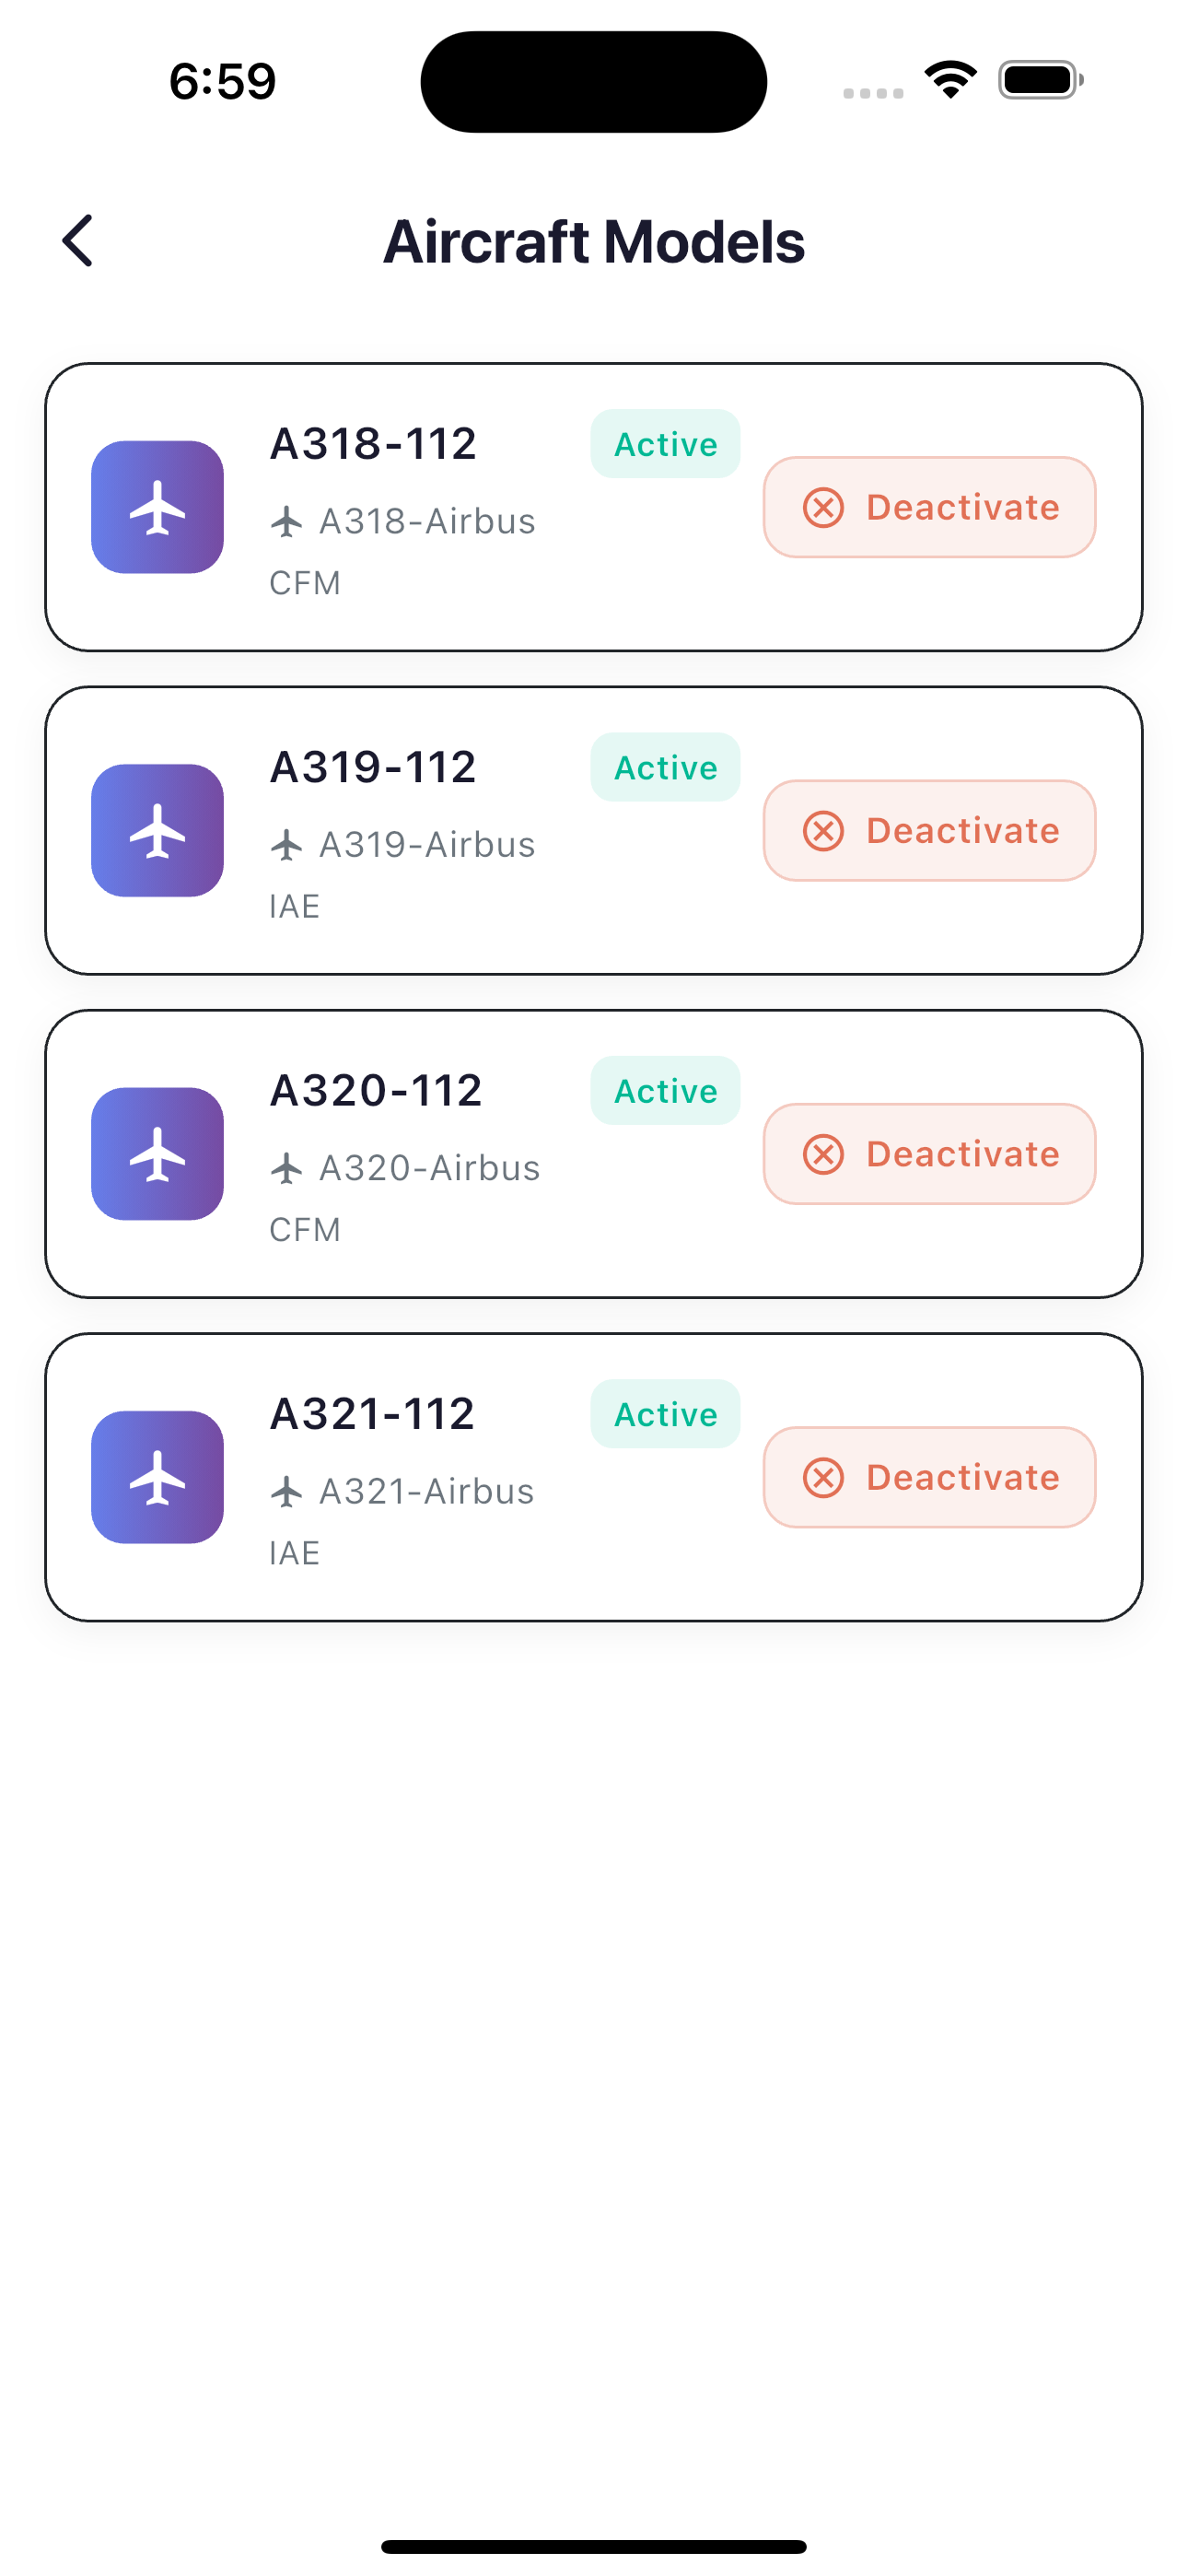 6:59
Aircraft Models
A318-112
Active
A318-Airbus
Deactivate
CFM
A319-112
Active
A319-Airbus
Deactivate
IAE
A320-112
Active
A320-Airbus
Deactivate
CFM
A321-112
Active
A321-Airbus
Deactivate
IAE